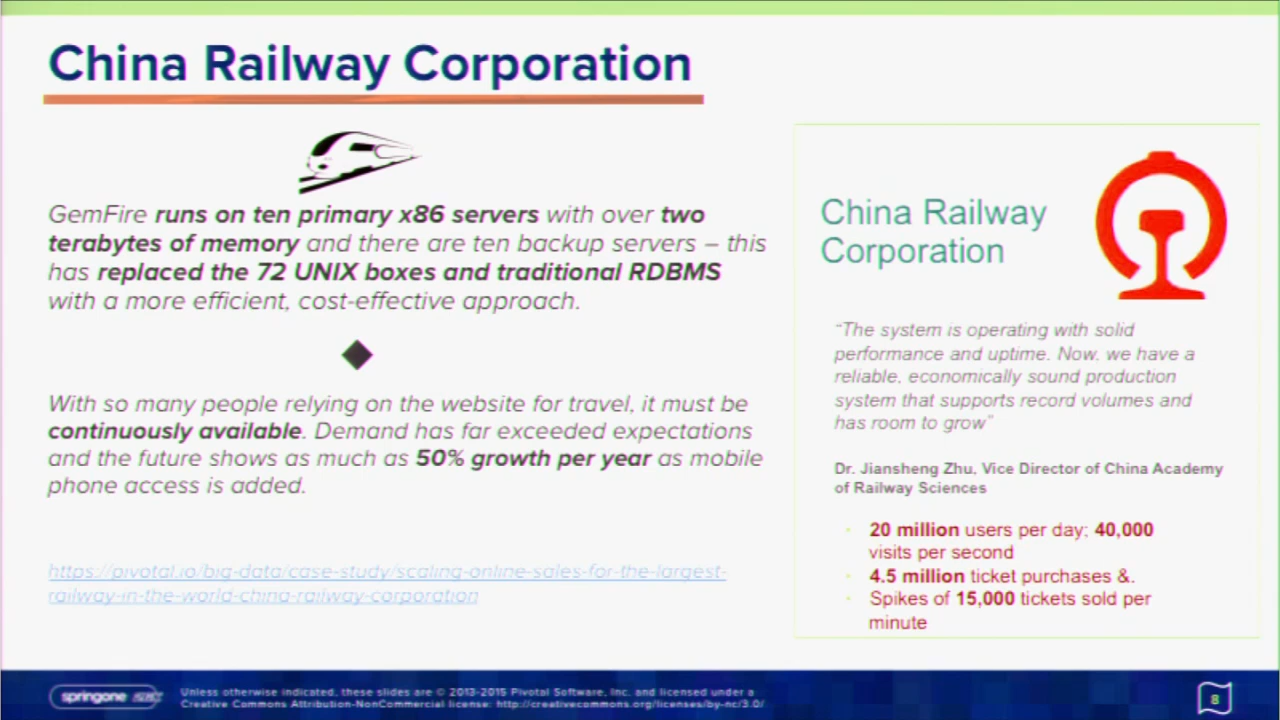 China Railway Corporation
GemFire runs on ten primary x86 servers with over two
terabytes of memory and there are ten backup servers – this
has replaced the 72 UNIX boxes and traditional RDBMS
with a more efficient, cost-effective approach.
With so many people relying on the website for travel, it must be
continuously available. Demand has far exceeded expectations
and the future shows as much as 50% growth per year as mobile
phone access is added.
https://pivotal.io/big-data/case-study/scaling-online-sales-for-the-largest-
railway-in-the-world-china-railway-corporation
China Railway
Corporation
“The system is operating with solid
performance and uptime. Now, we have a
reliable, economically sound production
system that supports record volumes and
has room to grow”
Dr. Jiansheng Zhu, Vice Director of China Academy
of Railway Sciences
20 million users per day; 40,000
visits per second
4.5 million ticket purchases &.
Spikes of 15,000 tickets sold per
minute
springone
Unless otherwise indicated, these slides are © 2013-2015 Pivotal Software, Inc. and licensed under a
Creative Commons Attribution-NonCommercial license: http://creativecommons.org/licenses/by-nc/3.0/
8